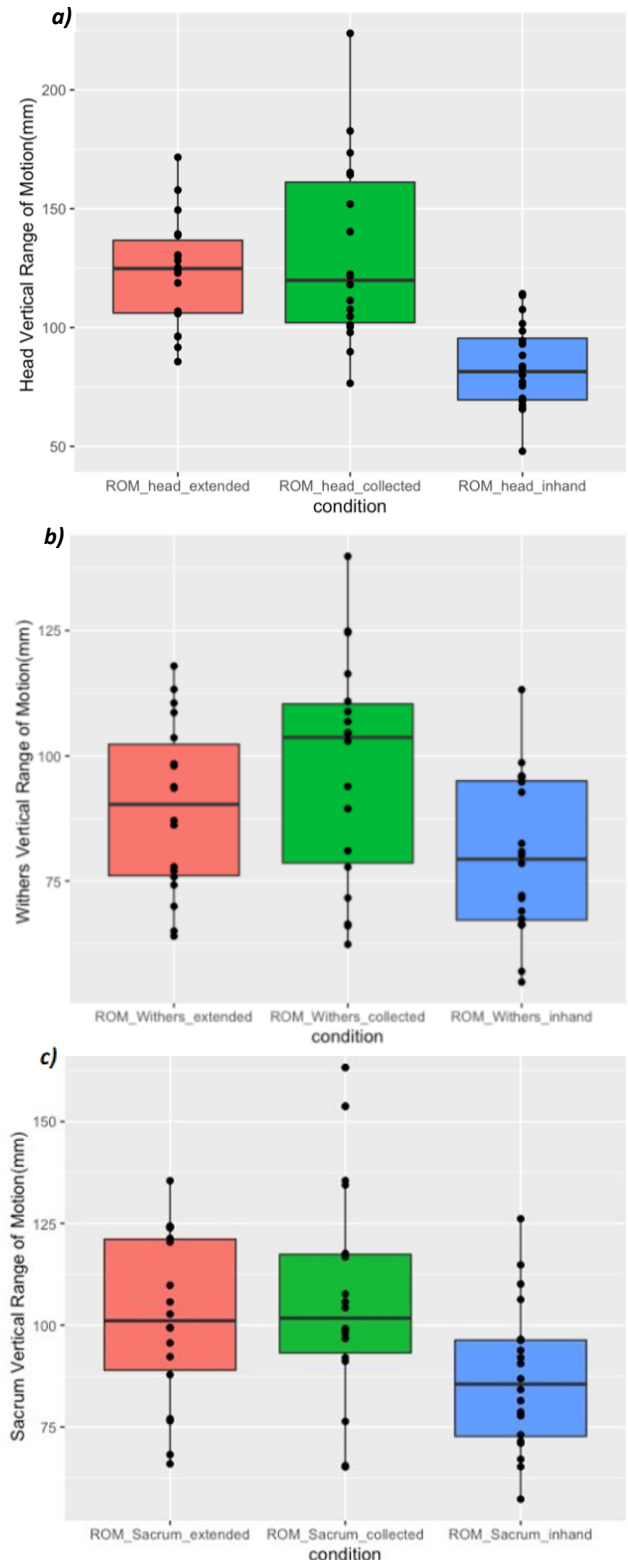 a)
Head Vertical Range of Motion(mm)
200
150
100
50
ROM_head_extended ROM_head_collected ROM_head_inhand
condition
b)
Withers Vertical Range of Motion(mm)
125
100
75
ROM_Withers_extended ROM_Withers_collected ROM_Withers_inhand
condition
c)
Sacrum Vertical Range of Motion(mm)
150
125
100
75
ROM_Sacrum_extended ROM_Sacrum_collected ROM_Sacrum_inhand
condition